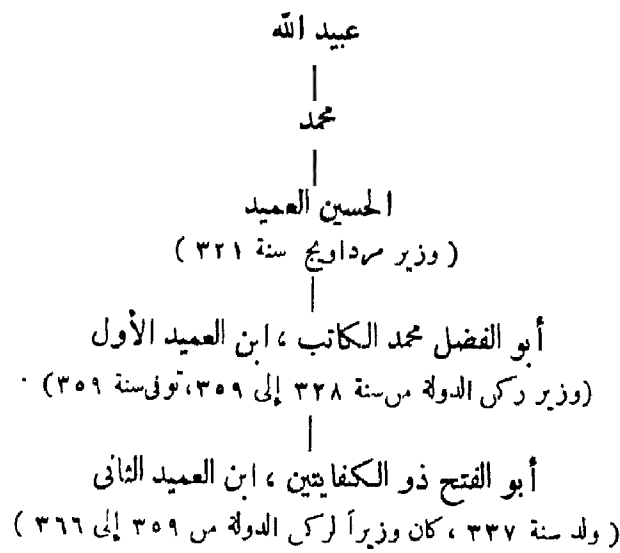 عبيد الله
محمد
الحسين العميد
( وزير مرداويج سنة ٣٢١ )
أبو الفضل محمد الكاتب ، ابن العميد الأول
(وزير ركن الدولة من سنة ٣٢٨ إلى ٣٥٩، توفى سنة ٣٥٩) .
أبو الفتح ذو الكفايتين ، ابن العميد الثانى
( ولد سنة ٣٣٧ ، كان وزيراً لركن الدولة من ٣٥٩ إلى ٣٦٦ )